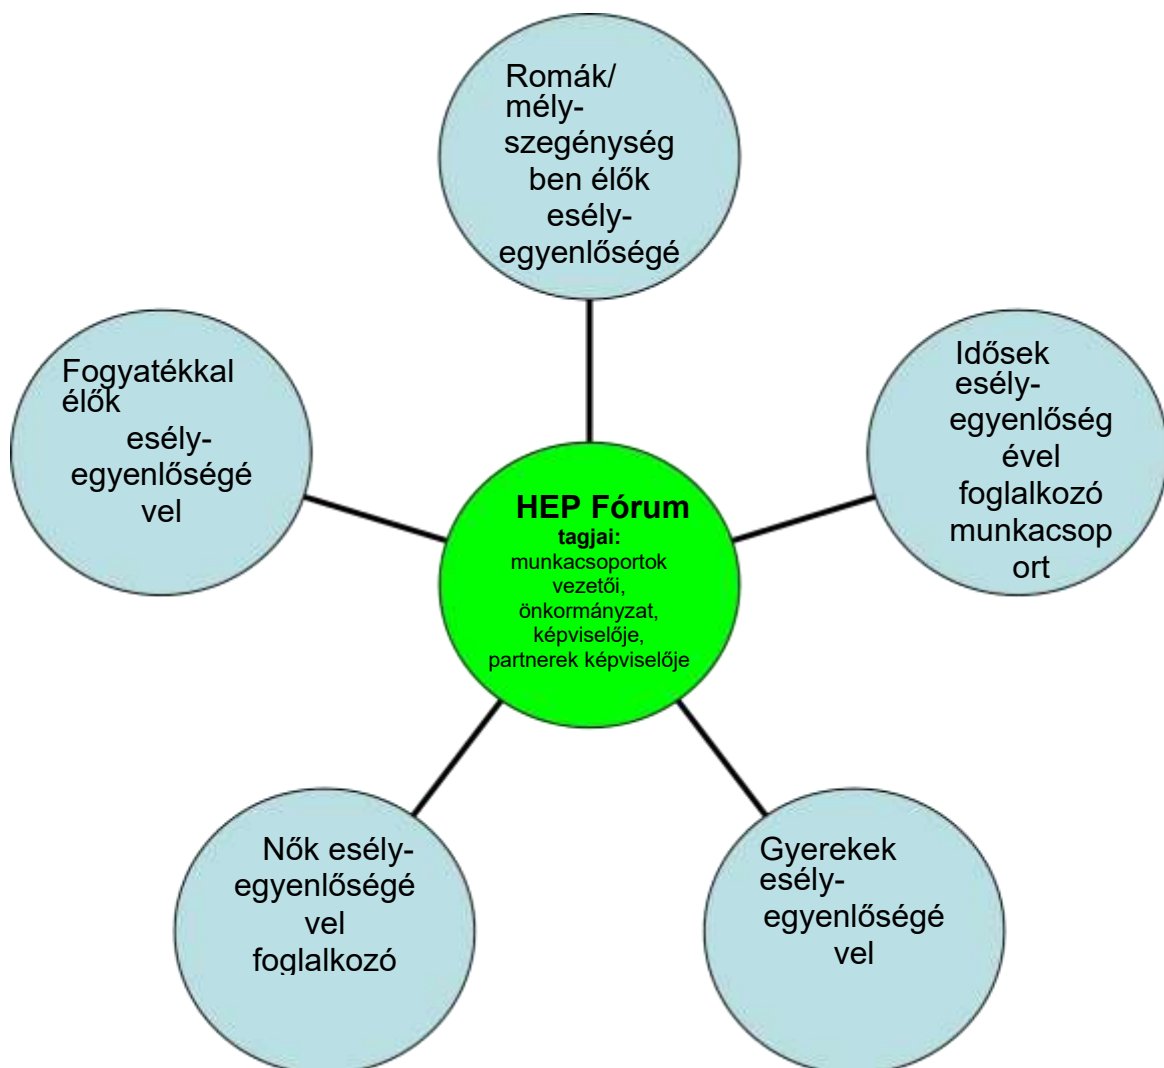 Romák/
mély-
szegénység
ben élők
esély-
egyenlőségé
Fogyatékkal
élők
esély-
egyenlőségé
vel
Idősek
esély-
egyenlőség
ével
foglalkozó
munkacsop
ort
HEP Fórum
tagjai:
munkacsoportok
vezetői,
önkormányzat,
képviselője,
partnerek képviselője
Nők esély-
egyenlőségé
vel
foglalkozó
Gyerekek
esély-
egyenlőségé
vel